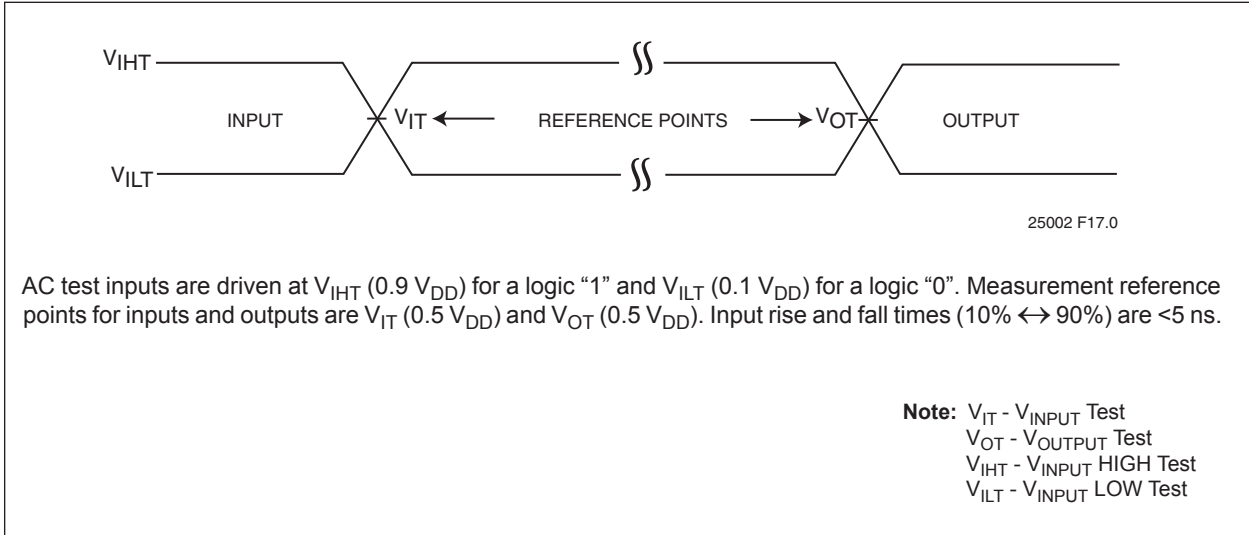 VIHT
INPUT
VIT
REFERENCE POINTS
VOT
OUTPUT
VILT
25002 F17.0
AC test inputs are driven at VIHT (0.9 VDD) for a logic “1” and VILT (0.1 VDD) for a logic “0”. Measurement reference
points for inputs and outputs are VIT (0.5 VDD) and VOT (0.5 VDD). Input rise and fall times (10% ↔ 90%) are <5 ns.
Note: VIT - VINPUT Test
VOT - VOUTPUT Test
VIHT - VINPUT HIGH Test
VILT - VINPUT LOW Test